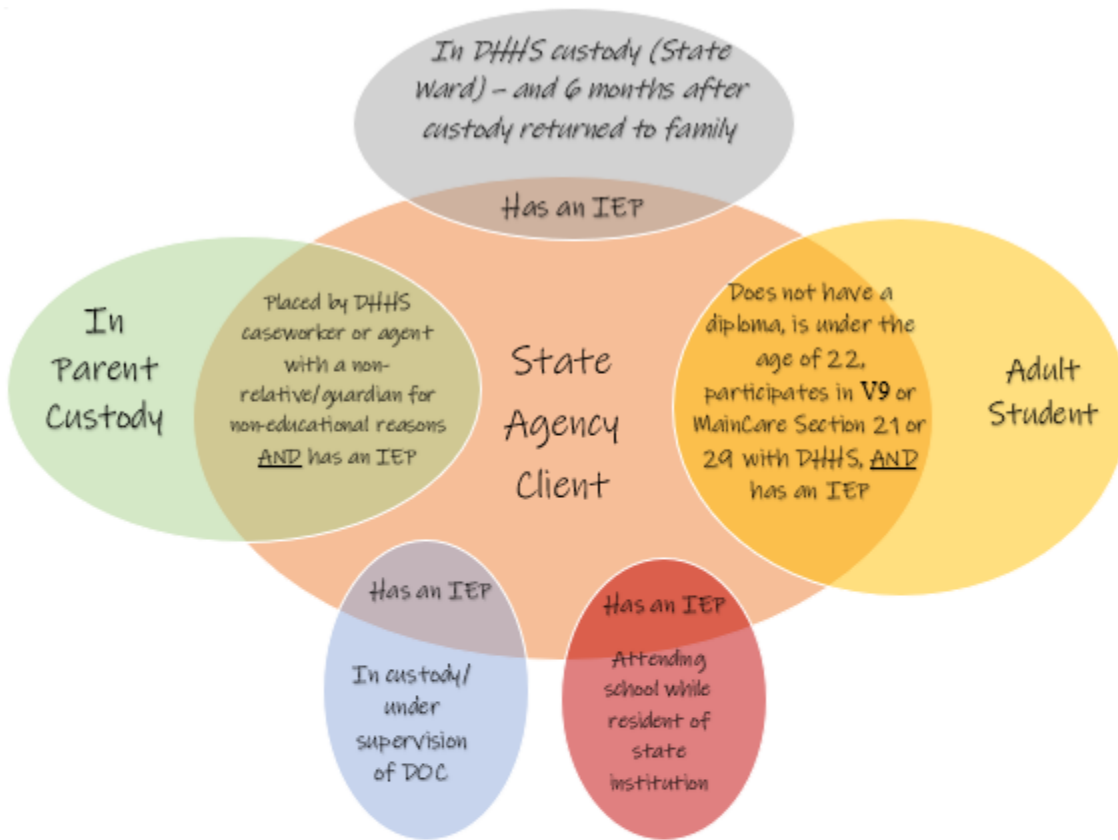 In DHHS custody (State
Ward) – and 6 months after
custody returned to family
Has an IEP
In
Parent
Custody
Placed by DHHS
caseworker or agent
with a non-
relative/guardian for
non-educational reasons
AND has an IEP
State
Agency
Client
Does not have a
diploma, is under the
age of 22,
participates in V9 or
MainCare Section 21 or
29 with DHHS, AND
has an IEP
Adult
Student
Has an IEP
In custody/
under
supervision
of DOC
Has an IEP
Attending
school while
resident of
state
institution